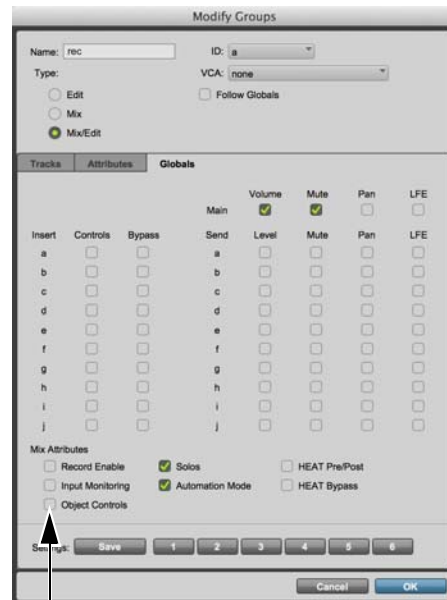 Modify Groups
Name: rec ID: a
Type: VCA: none
Edit Follow Globals
Mix
Mix/Edit
Tracks Attributes Globals
Volume Mute Pan LFE
Main
Insert Controls Bypass Send Level Mute Pan LFE
a a
b b
c c
d d
e e
f f
g g
h h
i i
j j
Mix Attributes
Record Enable Solos HEAT Pre/Post
Input Monitoring Automation Mode HEAT Bypass
Object Controls
Settings: Save 1 2 3 4 5 6
Cancel OK